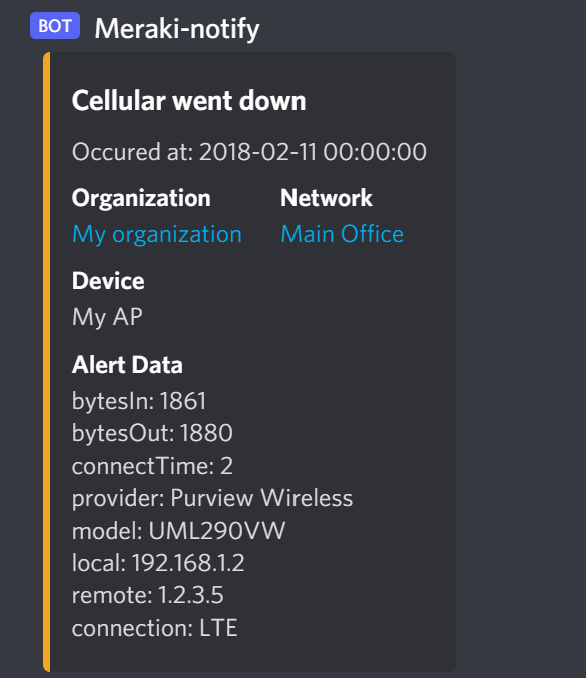 BOT Meraki-notify
Cellular went down
Occured at: 2018-02-11 00:00:00
Organization Network
My organization Main Office
Device
My AP
Alert Data
bytesIn: 1861
bytesOut: 1880
connectTime: 2
provider: Purview Wireless
model: UML290VW
local: 192.168.1.2
remote: 1.2.3.5
connection: LTE